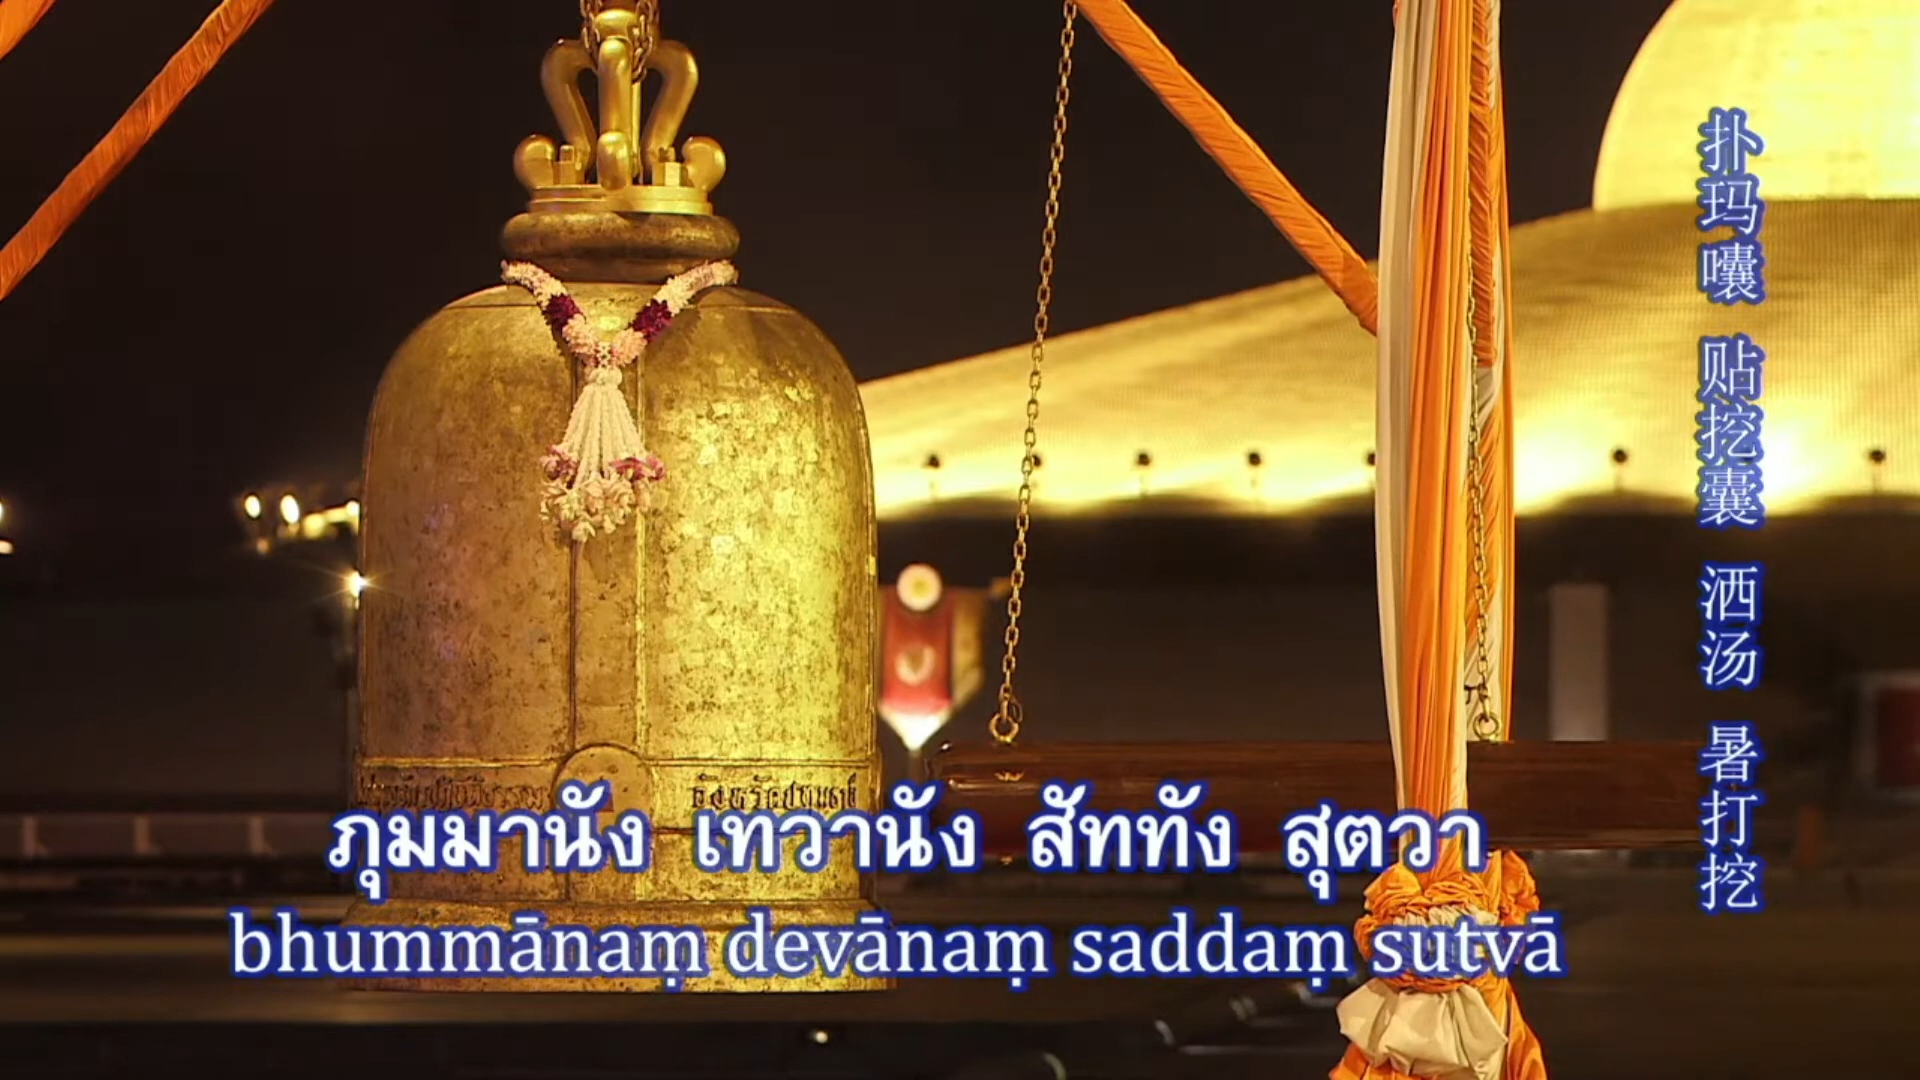 ภุมมานัง เทวานัง สัททัง สุตวา
bhummānaṃ devānaṃ saddaṃ sutvā
扑玛囔 贴挖囊 洒汤 暑打挖